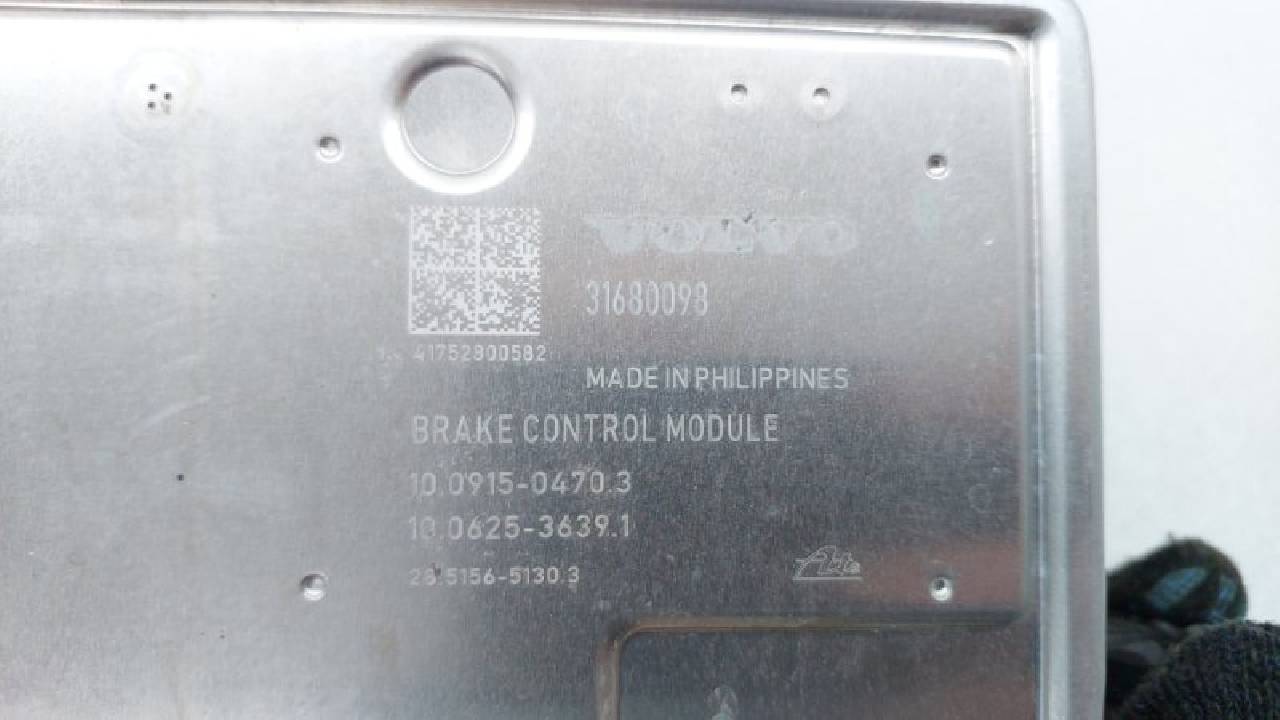 VOLVO
31680098
41752800582
MADE IN PHILIPPINES
BRAKE CONTROL MODULE
10.0915-0470.3
10.0625-3639.1
28.5156-5130.3
Ate